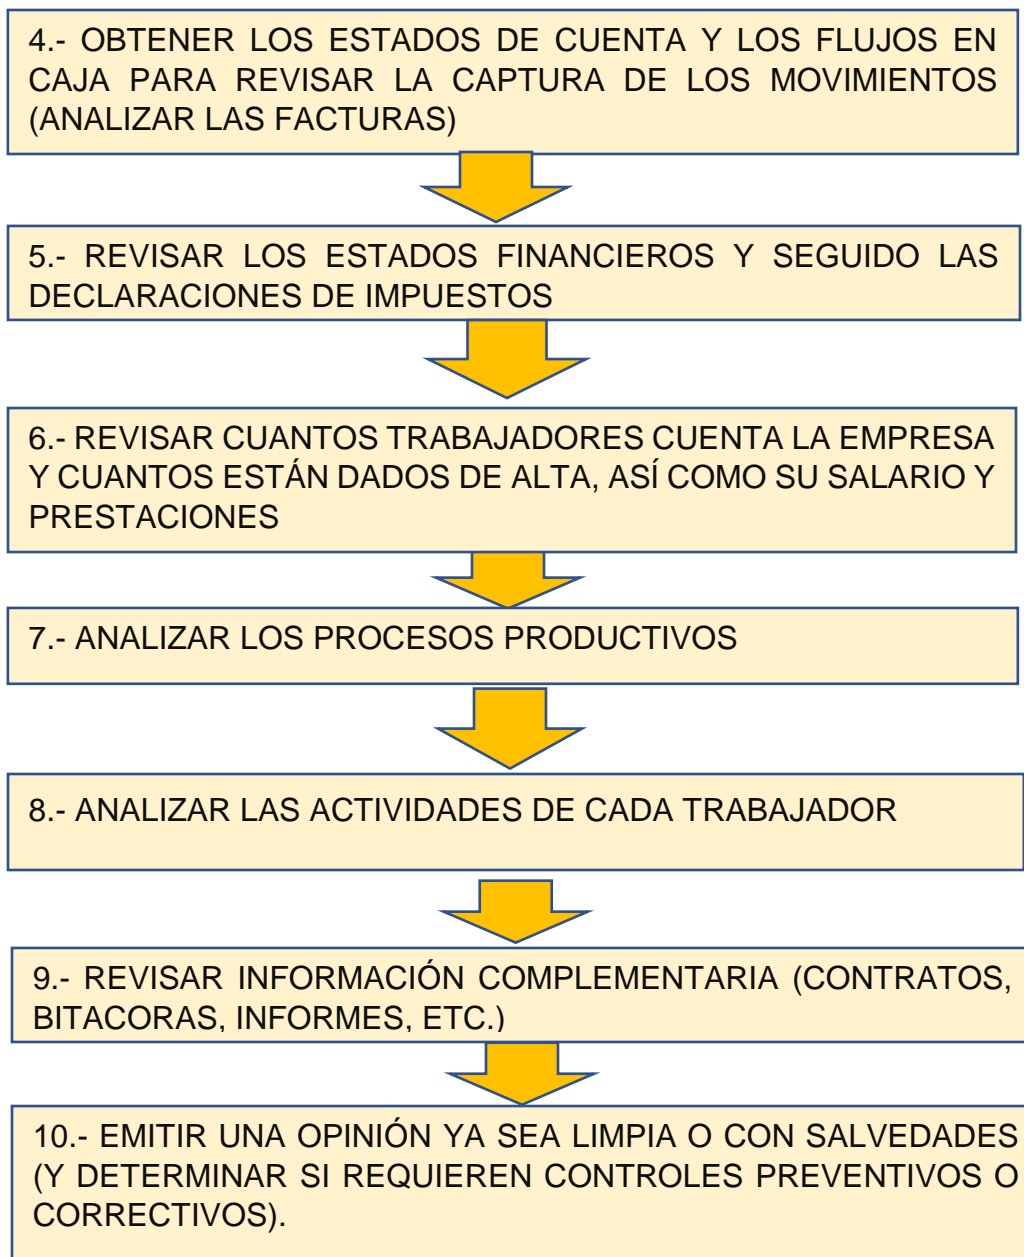 4.- OBTENER LOS ESTADOS DE CUENTA Y LOS FLUJOS EN
CAJA PARA REVISAR LA CAPTURA DE LOS MOVIMIENTOS
(ANALIZAR LAS FACTURAS)
5.- REVISAR LOS ESTADOS FINANCIEROS Y SEGUIDO LAS
DECLARACIONES DE IMPUESTOS
6.- REVISAR CUANTOS TRABAJADORES CUENTA LA EMPRESA
Y CUANTOS ESTÁN DADOS DE ALTA, ASÍ COMO SU SALARIO Y
PRESTACIONES
7.- ANALIZAR LOS PROCESOS PRODUCTIVOS
8.- ANALIZAR LAS ACTIVIDADES DE CADA TRABAJADOR
9.- REVISAR INFORMACIÓN COMPLEMENTARIA (CONTRATOS,
BITACORAS, INFORMES, ETC.)
10.- EMITIR UNA OPINIÓN YA SEA LIMPIA O CON SALVEDADES
(Y DETERMINAR SI REQUIEREN CONTROLES PREVENTIVOS O
CORRECTIVOS).